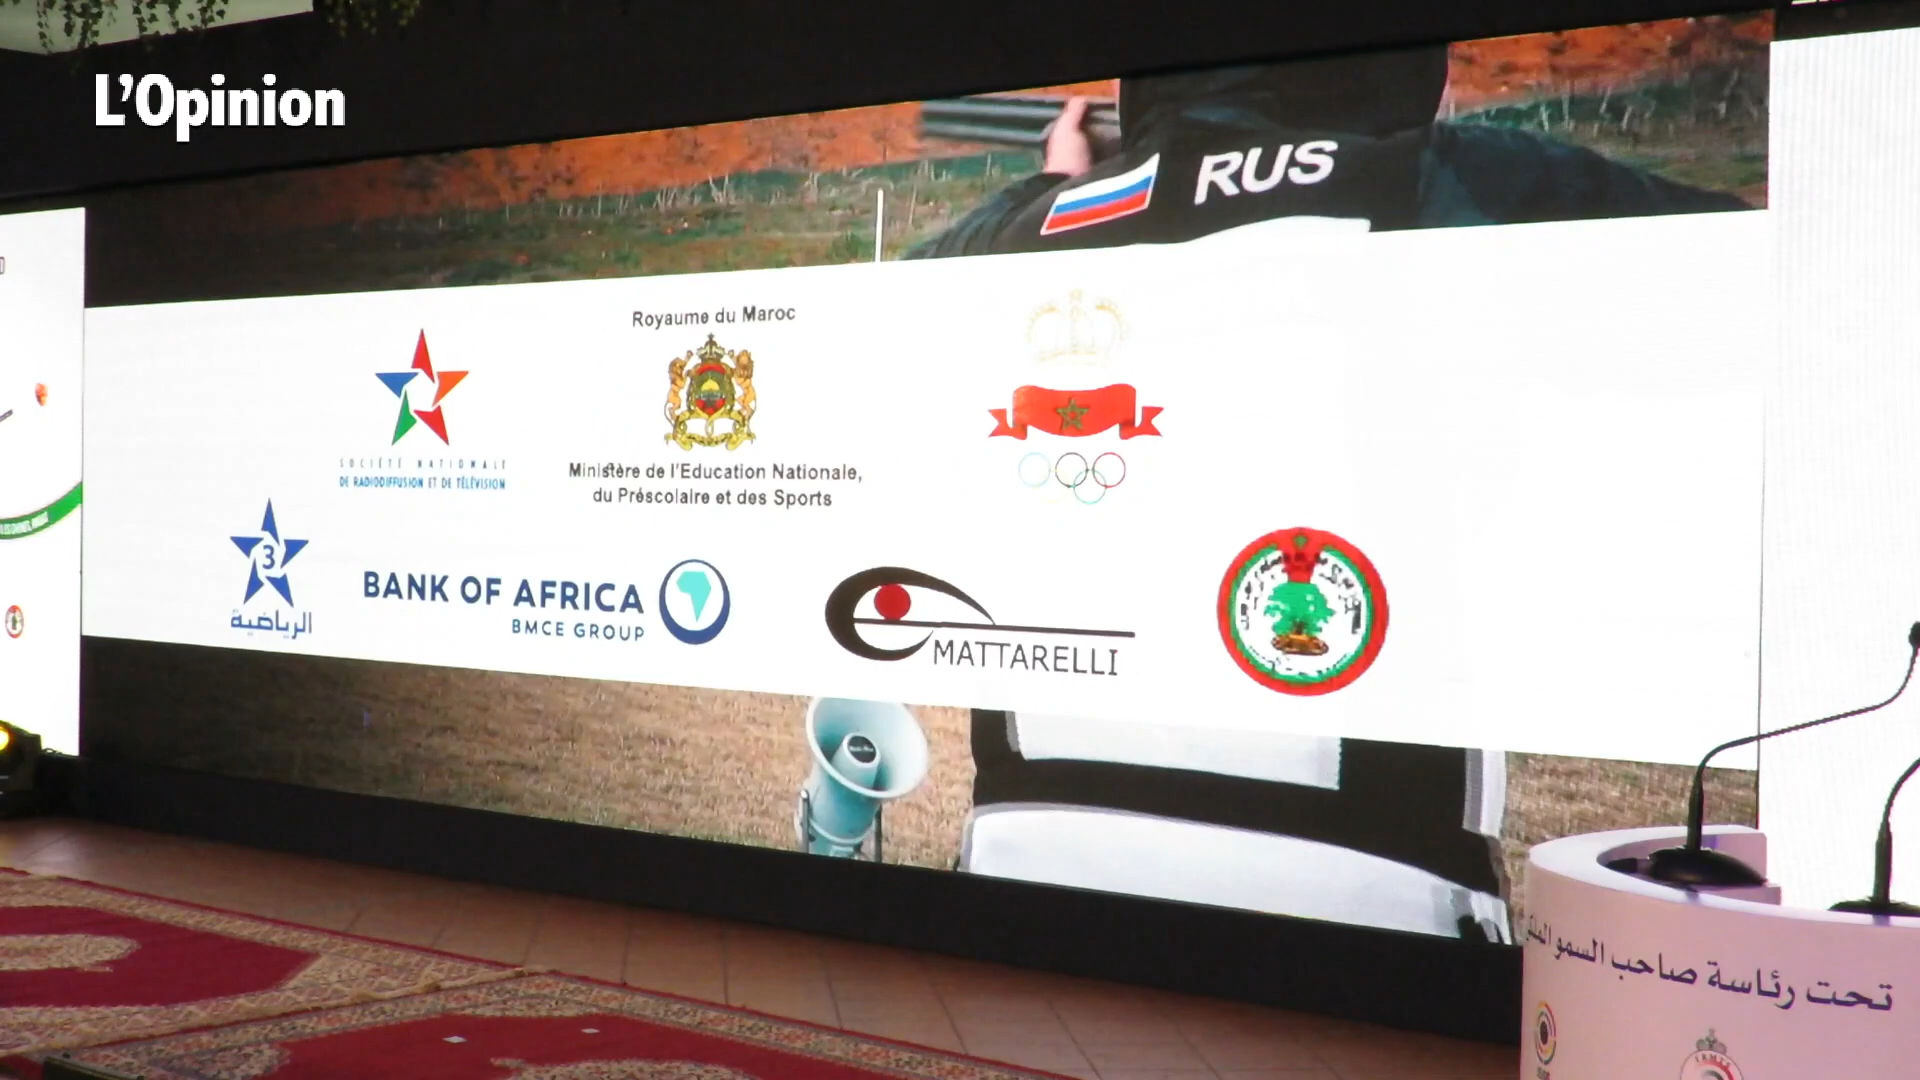 L'Opinion
RUS
Royaume du Maroc
Ministère de l'Education Nationale,
du Préscolaire et des Sports
SOCIÉTÉ NATIONALE
DE RADIODIFFUSION ET DE TÉLÉVISION
3
الرياضية
BANK OF AFRICA
BMCE GROUP
MATTARELLI
تحت رئاسة صاحب السمو الملكي